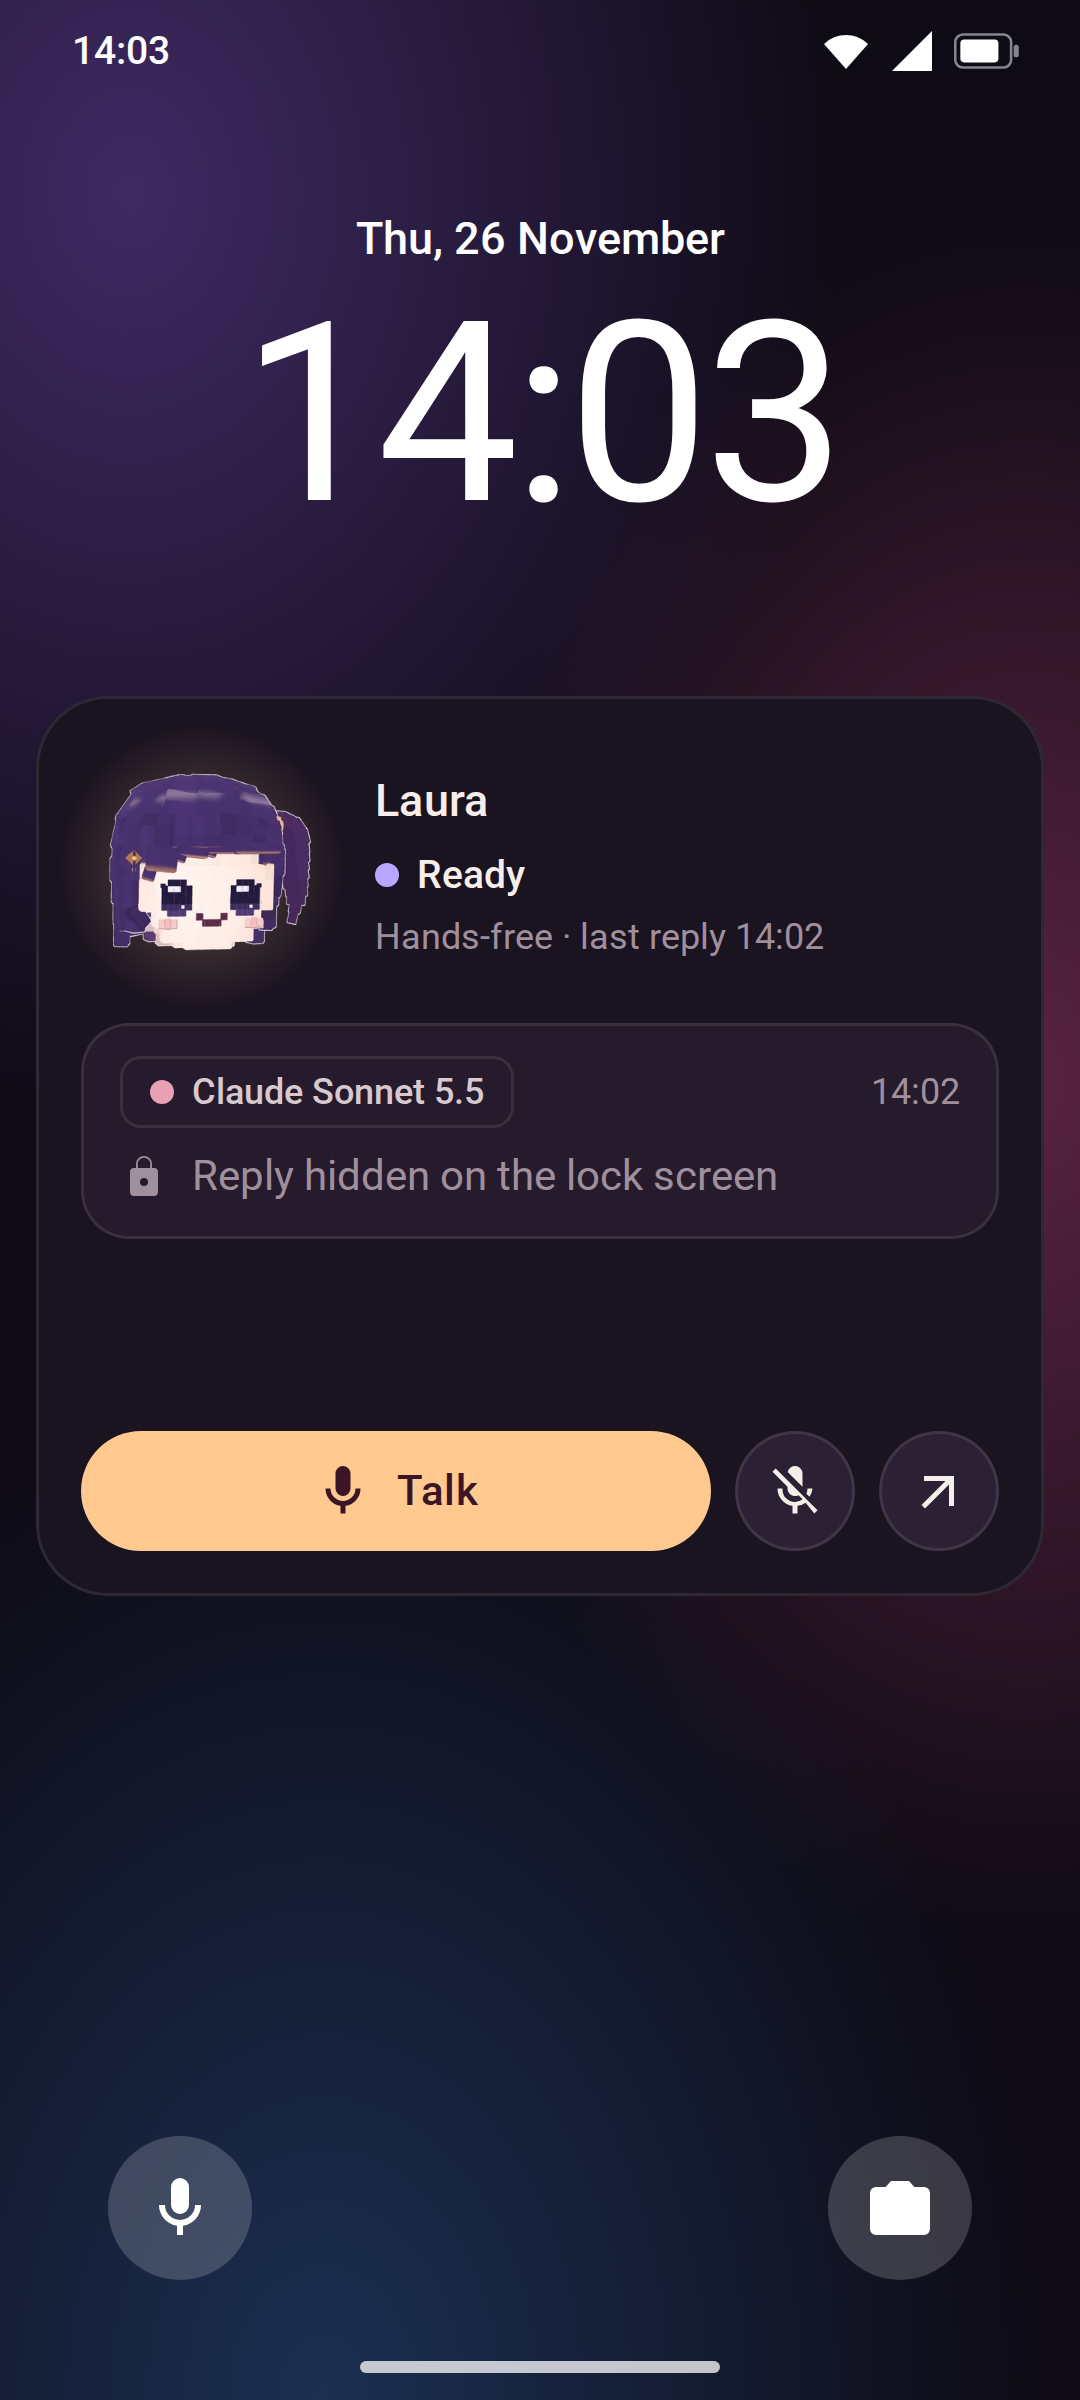 14:03
Thu, 26 November
14:03
Laura
Ready
Hands-free · last reply 14:02
Claude Sonnet 5.5
14:02
Reply hidden on the lock screen
Talk